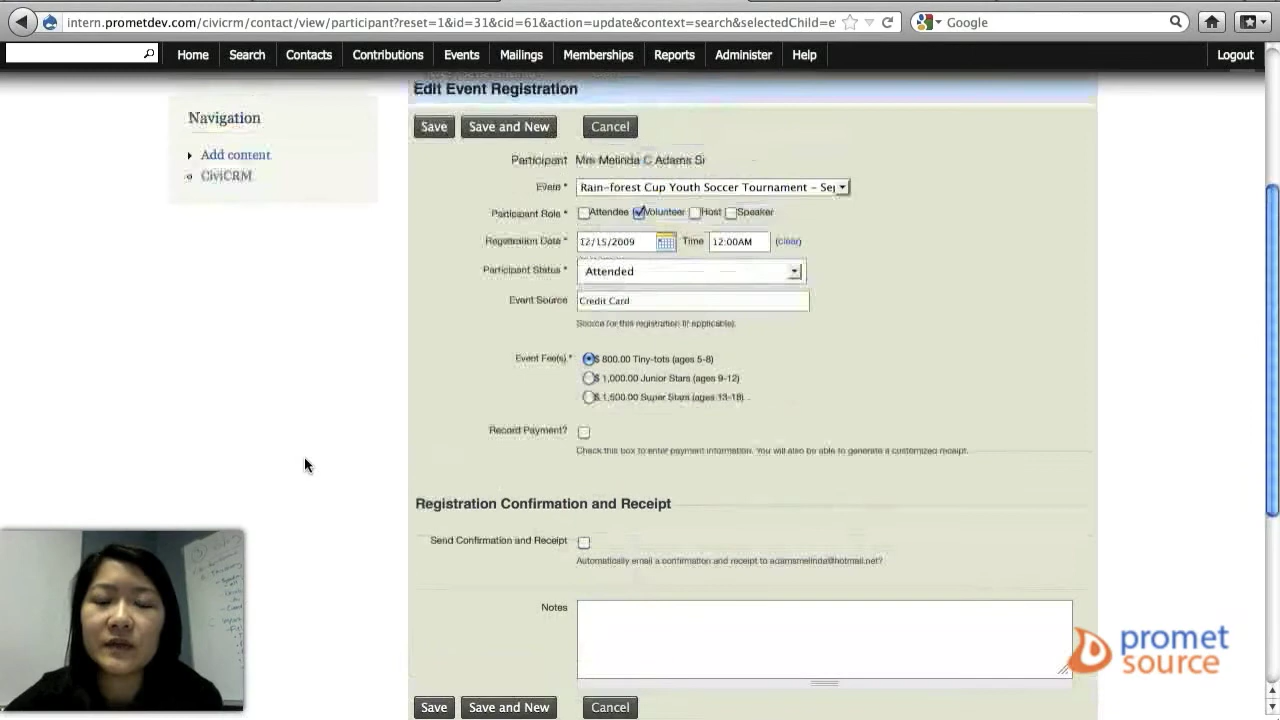 intern.prometdev.com/civicrm/contact/view/participant?reset=1&id=31&cid=61&action=update&context=search&selectedChild=e
Google
Home Search Contacts Contributions Events Mailings Memberships Reports Administer Help Logout
Edit Event Registration
Navigation
Add content
CiviCRM
Save Save and New Cancel
Participant Mrs Melinda C Adams Sr
Event * Rain-forest Cup Youth Soccer Tournament - Sep
Participant Role * Attendee Volunteer Host Speaker
Registration Date * 12/15/2009 Time 12:00AM (clear)
Participant Status * Attended
Event Source Credit Card
Source for this registration (if applicable).
Event Fee(s) * $ 800.00 Tiny-tots (ages 5-8)
$ 1,000.00 Junior Stars (ages 9-12)
$ 1,500.00 Super Stars (ages 13-18)
Record Payment?
Check this box to enter payment information. You will also be able to generate a customized receipt.
Registration Confirmation and Receipt
Send Confirmation and Receipt
Automatically email a confirmation and receipt to adamsmelinda@hotmail.net?
Notes
Save Save and New Cancel
promet
source